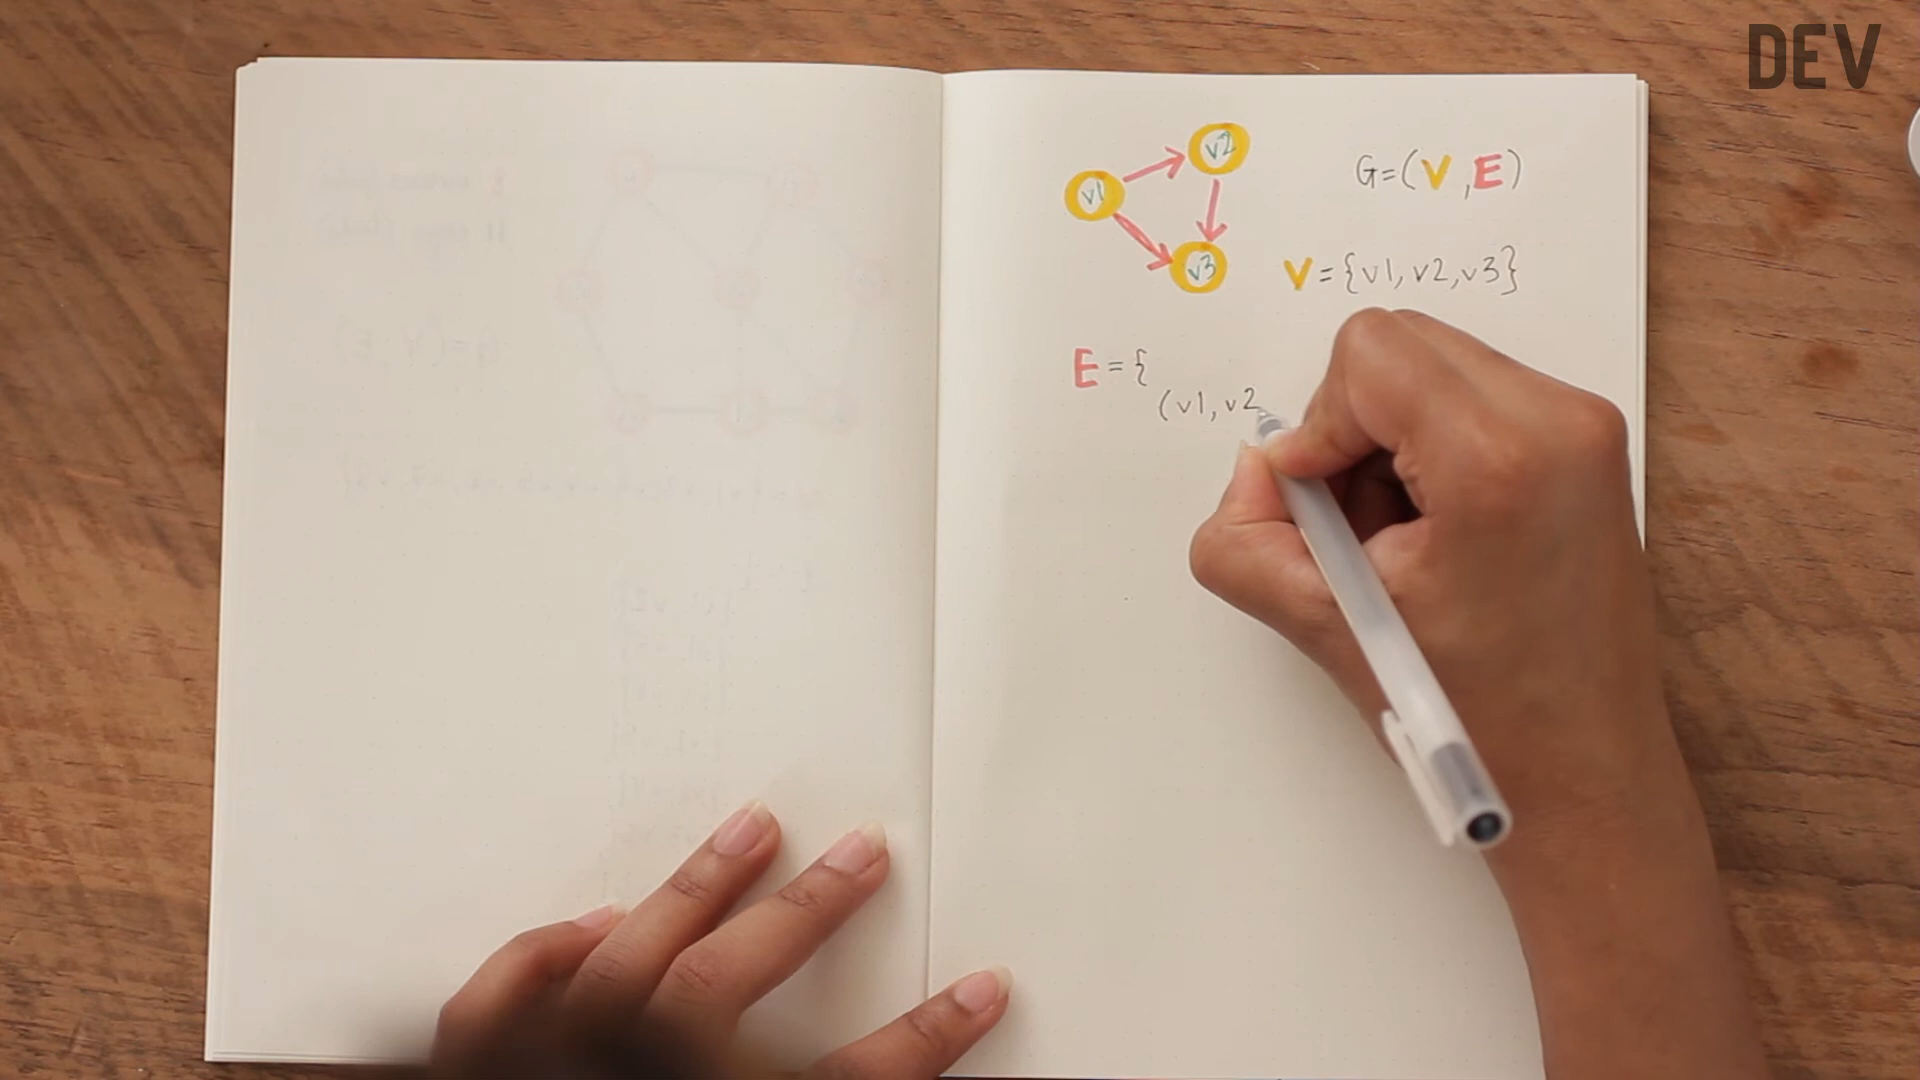 DEV
v1
v2
v3
G=(V,E)
V={v1,v2,v3}
E={
(v1,v2